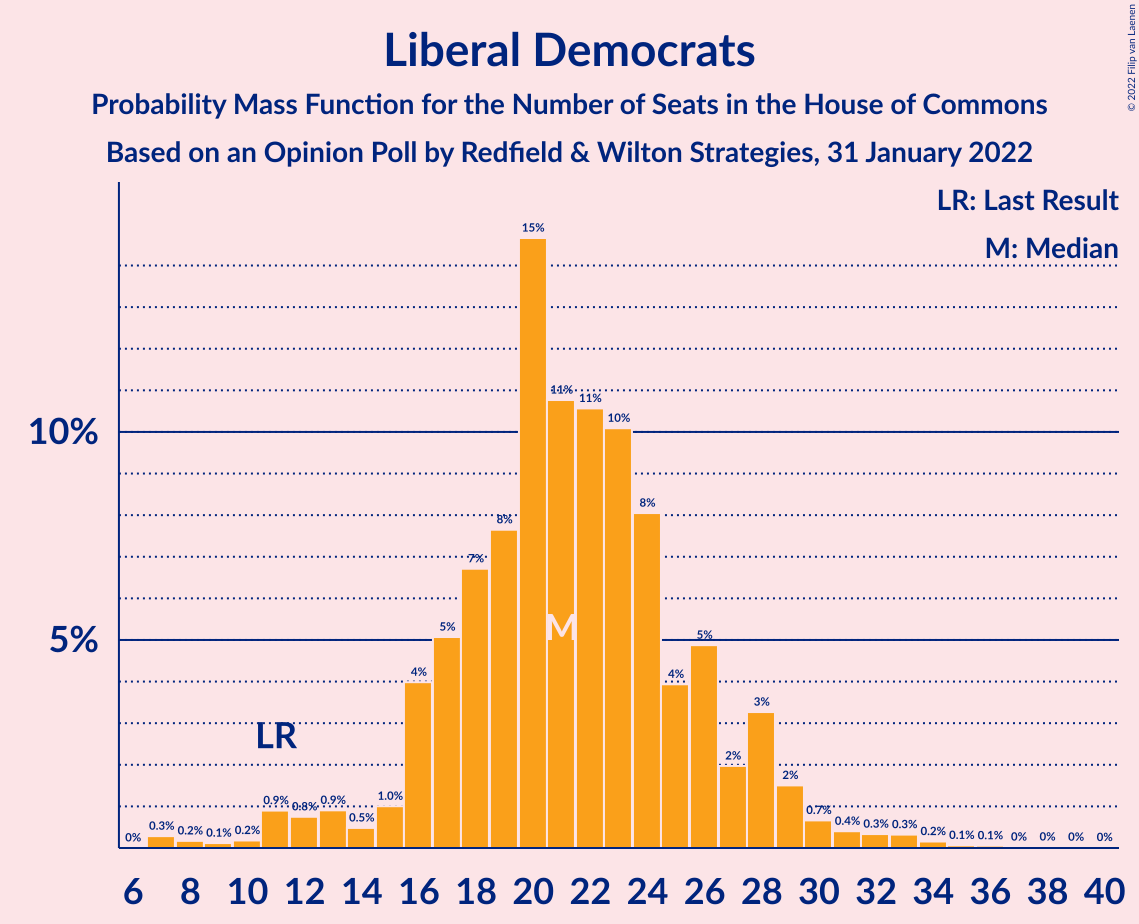 Liberal Democrats
Probability Mass Function for the Number of Seats in the House of Commons
Based on an Opinion Poll by Redfield & Wilton Strategies, 31 January 2022
© 2022 Filip van Laenen
LR: Last Result
M: Median
10%
5%
LR
M
0% 0.3% 0.2% 0.1% 0.2% 0.9% 0.8% 0.9% 0.5% 1.0% 4% 5% 7% 8% 15% 11% 11% 10% 8% 4% 5% 2% 3% 2% 0.7% 0.4% 0.3% 0.3% 0.2% 0.1% 0.1% 0% 0% 0% 0%
6 8 10 12 14 16 18 20 22 24 26 28 30 32 34 36 38 40